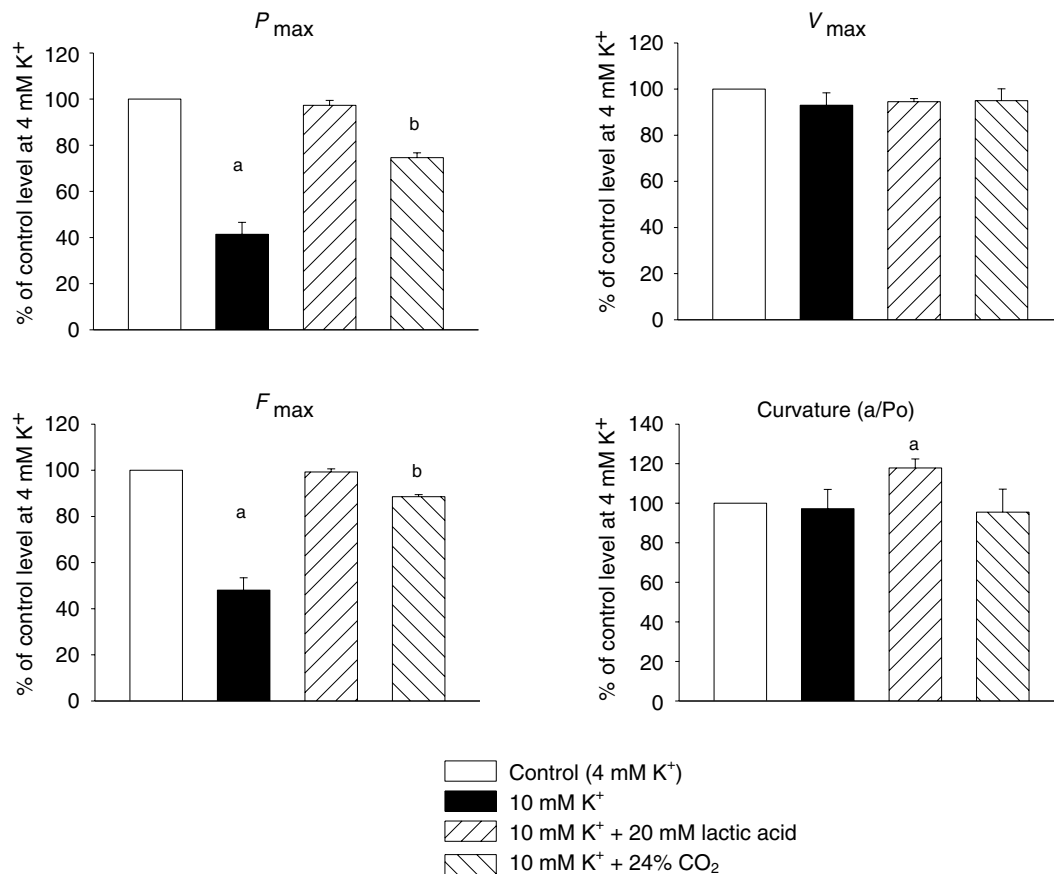 P max
% of control level at 4 mM K⁺
120
100
80
60
40
20
0
a
b
V max
% of control level at 4 mM K⁺
120
100
80
60
40
20
0
F max
% of control level at 4 mM K⁺
120
100
80
60
40
20
0
a
b
Curvature (a/Po)
% of control level at 4 mM K⁺
140
120
100
80
60
40
20
0
a
Control (4 mM K⁺)
10 mM K⁺
10 mM K⁺ + 20 mM lactic acid
10 mM K⁺ + 24% CO₂